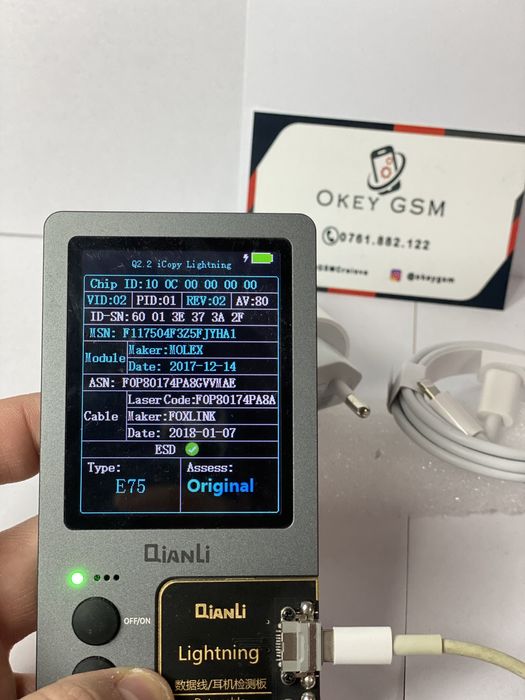 OKEY GSM
0761.882.122
@okeygsm
Q2.2 iCopy Lightning
Chip ID:10 0C 00 00 00 00
VID:02 PID:01 REV:02 AV:80
ID-SN:60 01 3E 37 3A 2F
MSN: F117504F3Z5FJYHA1
Module
Maker:MOLEX
Date: 2017-12-14
ASN: F0P80174PA8GVVMAE
Cable
Laser Code:F0P80174PA8A
Maker:FOXLINK
Date: 2018-01-07
ESD
Type:
E75
Assess:
Original
QIANLI
OFF/ON
QIANLI
Lightning
数据线/耳机检测板